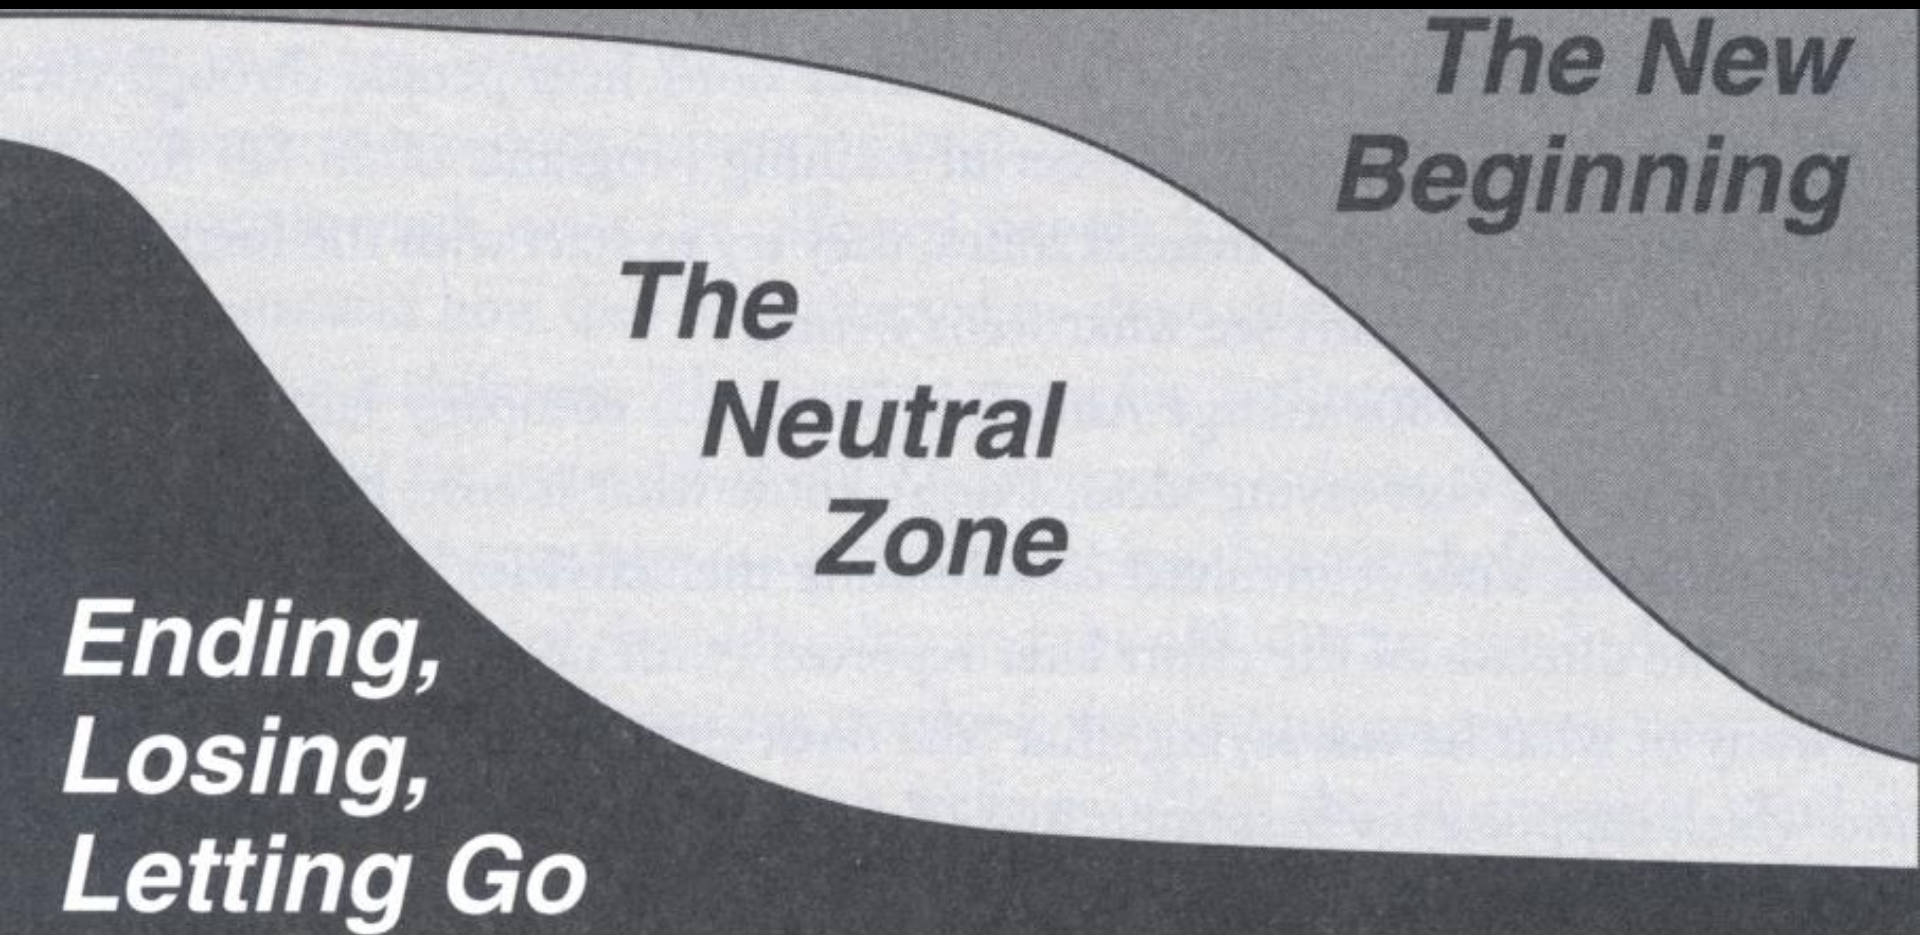 The New
Beginning
The
Neutral
Zone
Ending,
Losing,
Letting Go